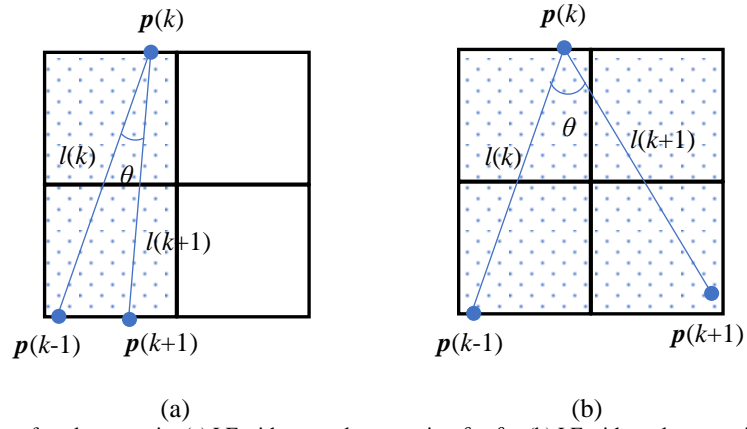 p(k)
l(k)
θ
l(k+1)
p(k-1)
p(k+1)
(a)
p(k)
θ
l(k+1)
l(k)
p(k+1)
p(k-1)
(b)